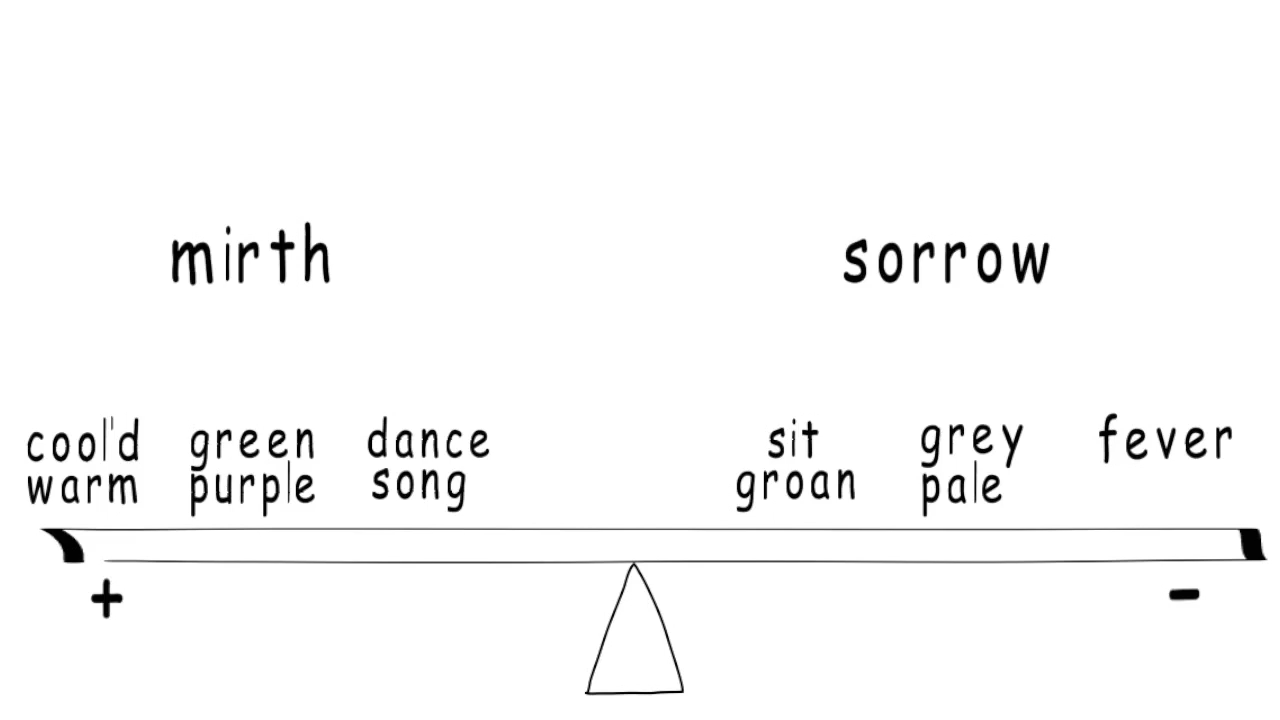 mirth sorrow
cool'd green dance sit grey fever
warm purple song groan pale
+ -